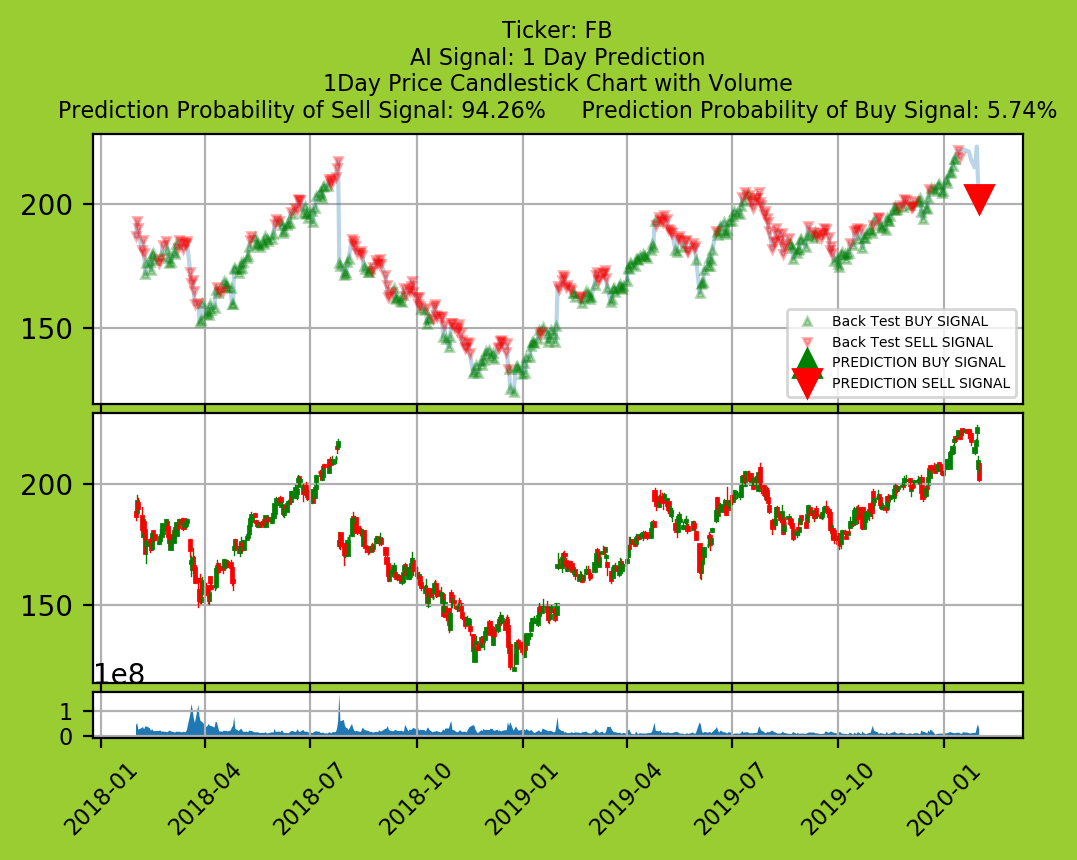 Ticker: FB
AI Signal: 1 Day Prediction
1Day Price Candlestick Chart with Volume
Prediction Probability of Sell Signal: 94.26% Prediction Probability of Buy Signal: 5.74%
200
150
Back Test BUY SIGNAL
Back Test SELL SIGNAL
PREDICTION BUY SIGNAL
PREDICTION SELL SIGNAL
200
150
1e8
1
0
2018-01
2018-04
2018-07
2018-10
2019-01
2019-04
2019-07
2019-10
2020-01